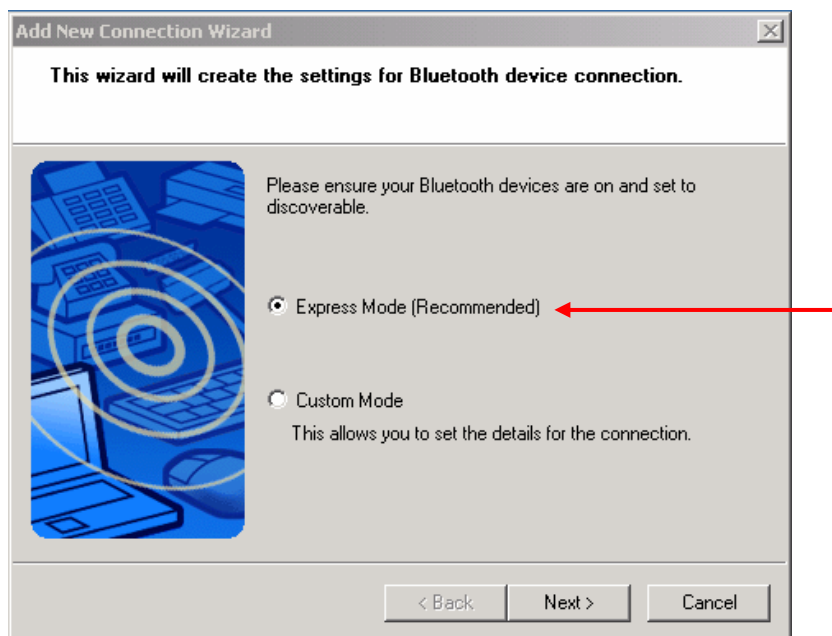 Add New Connection Wizard
This wizard will create the settings for Bluetooth device connection.
Please ensure your Bluetooth devices are on and set to
discoverable.
Express Mode (Recommended)
Custom Mode
This allows you to set the details for the connection.
< Back
Next >
Cancel